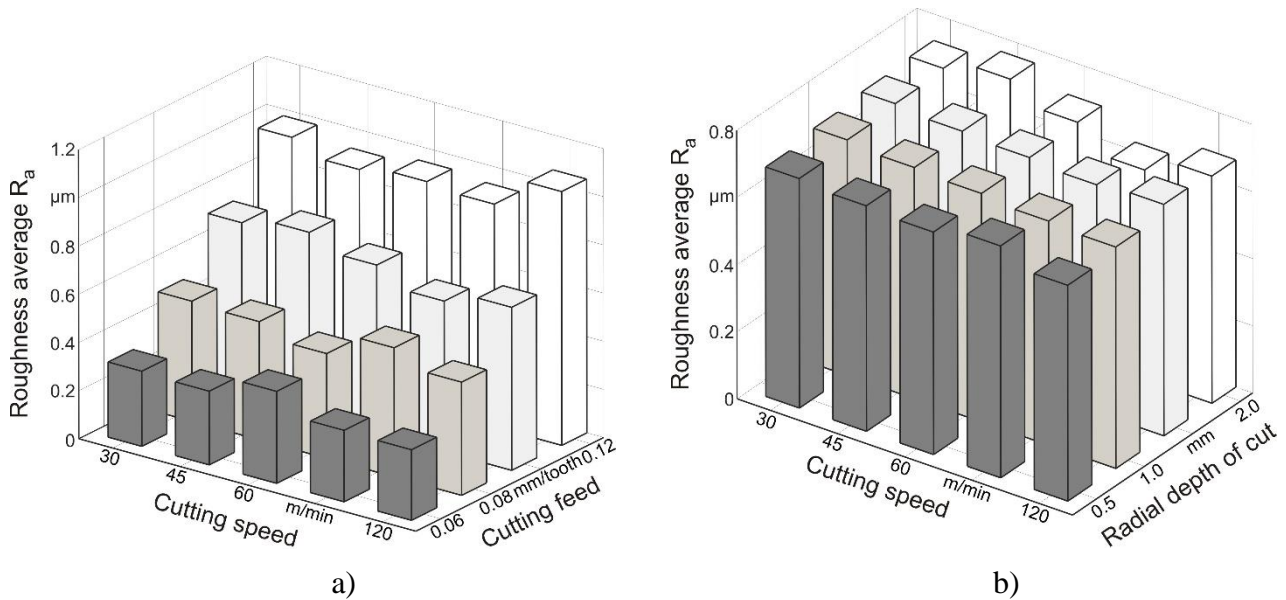 Roughness average Ra
1.2
μm
0.8
0.6
0.4
0.2
0
30
45
60
m/min
120
Cutting speed
0.06
0.08 mm/tooth 0.12
Cutting feed
a)
Roughness average Ra
0.8
μm
0.4
0.2
0
30
45
60
m/min
120
Cutting speed
0.5
1.0
mm
2.0
Radial depth of cut
b)